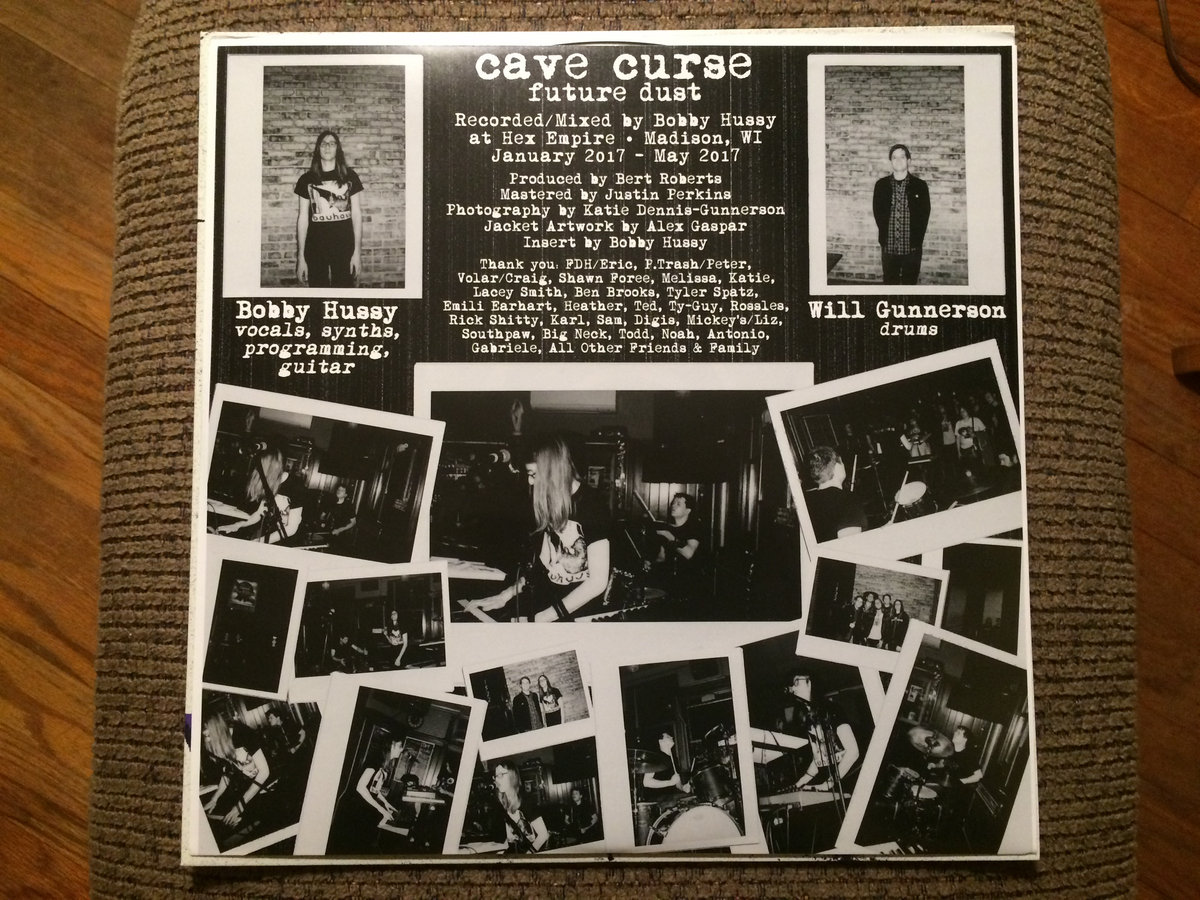 cave curse
future dust
Recorded/Mixed by Bobby Hussy
at Hex Empire • Madison, WI
January 2017 - May 2017
Produced by Bert Roberts
Mastered by Justin Perkins
Photography by Katie Dennis-Gunnerson
Jacket Artwork by Alex Gaspar
Insert by Bobby Hussy
Thank you: FDH/Eric, P.Trash/Peter,
Volar/Craig, Shawn Foree, Melissa, Katie,
Lacey Smith, Ben Brooks, Tyler Spatz,
Emili Earhart, Heather, Ted, Ty-Guy, Rossles,
Rick Shitty, Karl, Sam, Digis, Mickey's/Liz,
Southpaw, Big Neck, Todd, Noah, Antonio,
Gabriele, All Other Friends & Family
bauhaus
Bobby Hussy
vocals, synths,
programming,
guitar
Will Gunnerson
drums